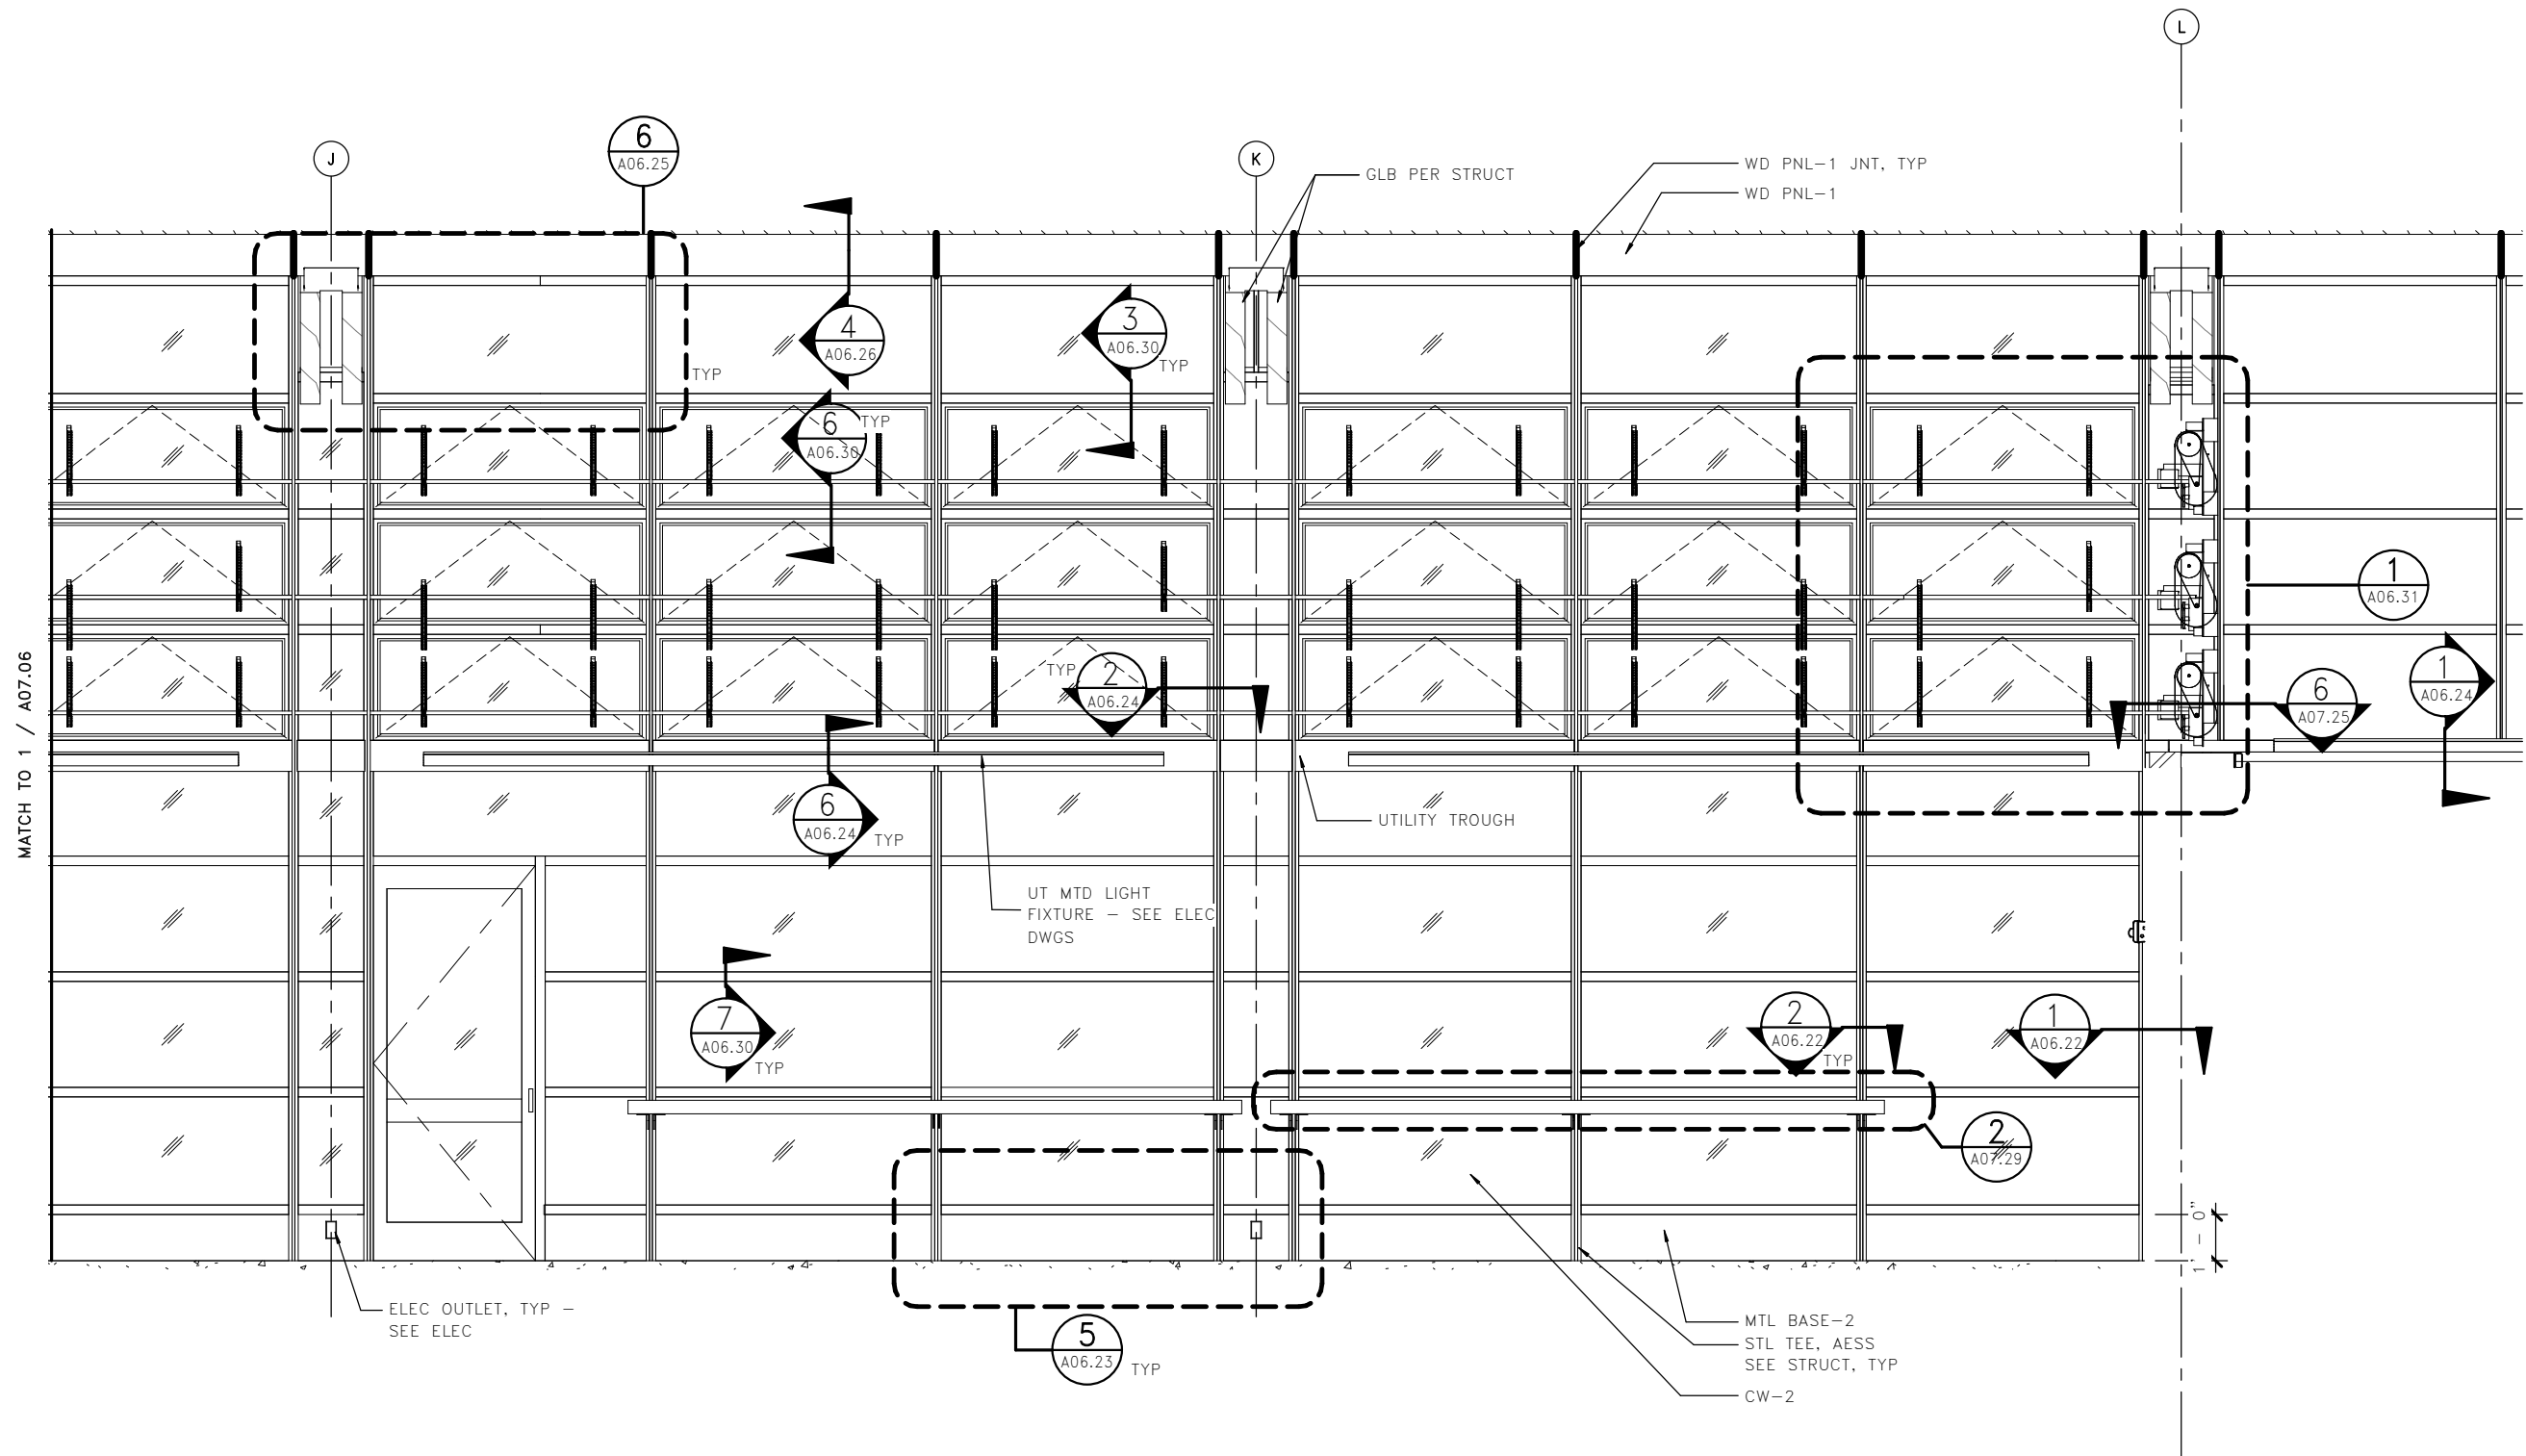 L
6
A06.25
J
K
GLB PER STRUCT
WD PNL-1 JNT, TYP
WD PNL-1
4
A06.26
3
A06.30
TYP
TYP
6
A06.30
TYP
1
A06.31
TYP
2
A06.24
6
A07.25
1
A06.24
MATCH TO 1 / A07.06
6
A06.24
TYP
UTILITY TROUGH
UT MTD LIGHT
FIXTURE - SEE ELEC
DWGS
7
A06.30
TYP
2
A06.22
TYP
1
A06.22
2
A07.29
1' - 0"
ELEC OUTLET, TYP -
SEE ELEC
5
A06.23
TYP
MTL BASE-2
STL TEE, AESS
SEE STRUCT, TYP
CW-2